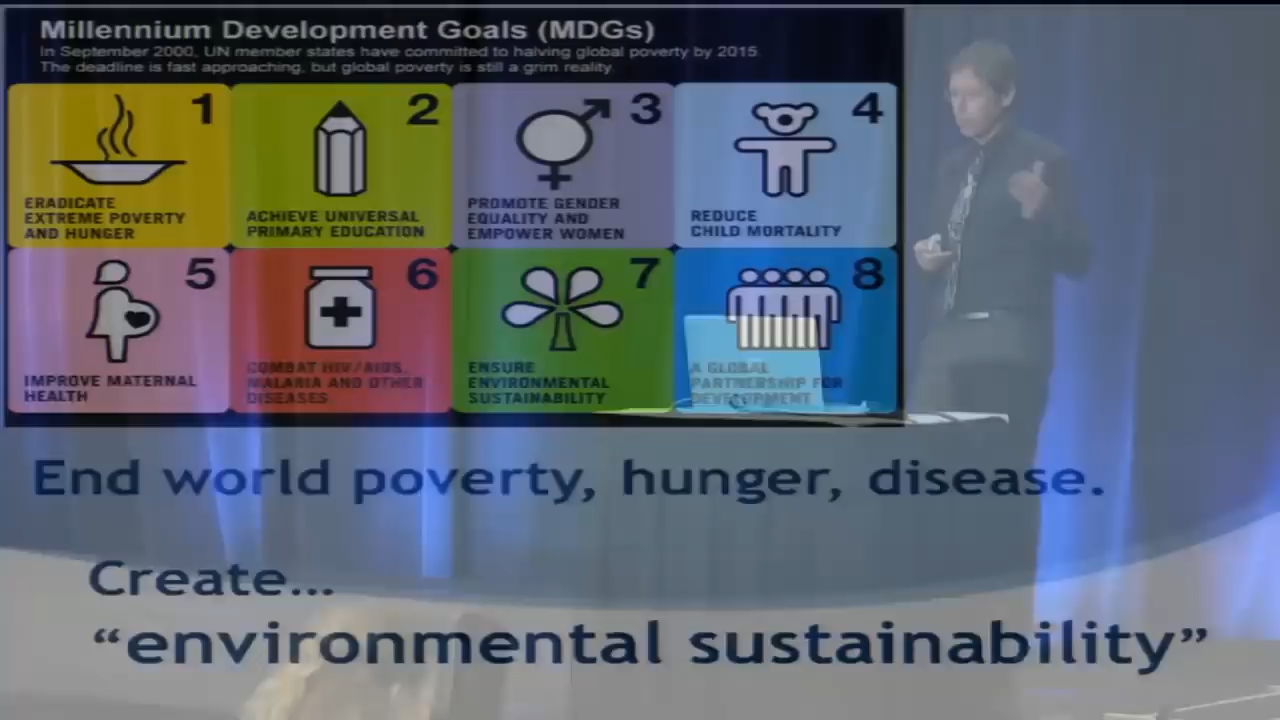 Millennium Development Goals (MDGs)
In September 2000, UN member states have committed to halving global poverty by 2015.
The deadline is fast approaching, but global poverty is still a grim reality.
1
ERADICATE
EXTREME POVERTY
AND HUNGER
2
ACHIEVE UNIVERSAL
PRIMARY EDUCATION
3
PROMOTE GENDER
EQUALITY AND
EMPOWER WOMEN
4
REDUCE
CHILD MORTALITY
5
IMPROVE MATERNAL
HEALTH
6
COMBAT HIV/AIDS,
MALARIA AND OTHER
DISEASES
7
ENSURE
ENVIRONMENTAL
SUSTAINABILITY
8
A GLOBAL
PARTNERSHIP FOR
DEVELOPMENT
End world poverty, hunger, disease.
Create...
“environmental sustainability”